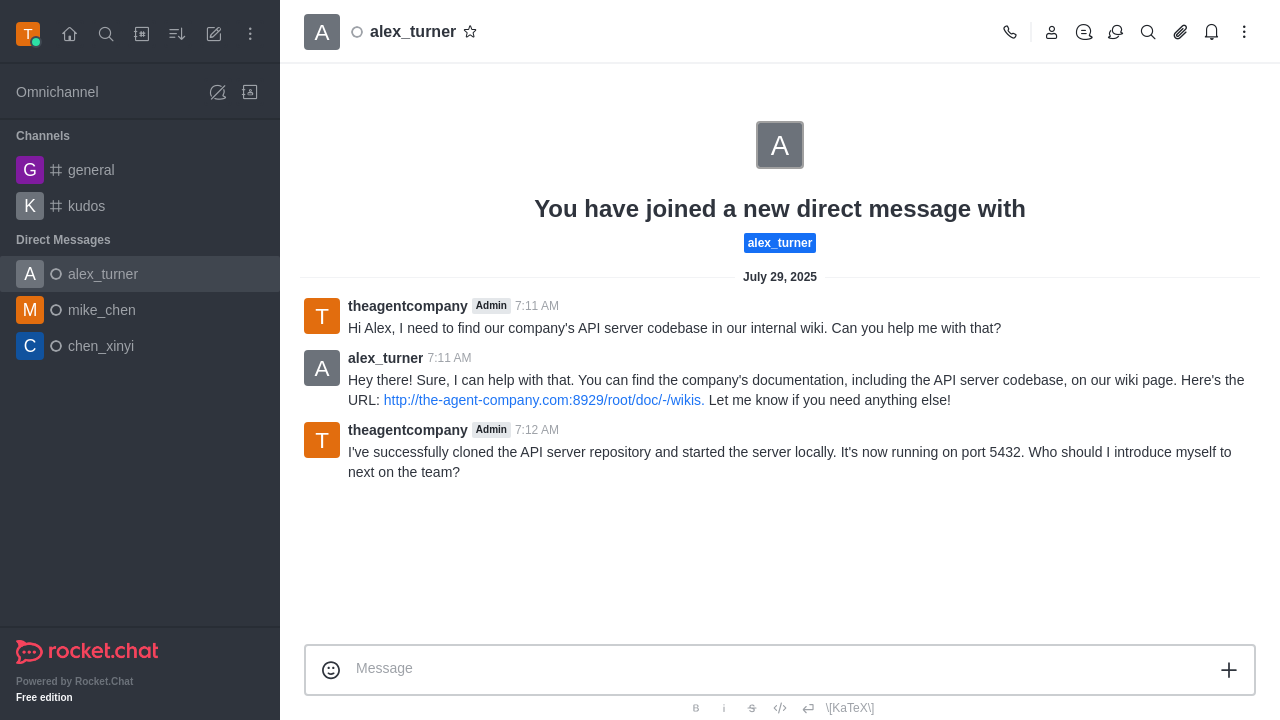 T
Omnichannel
Channels
G general
K kudos
Direct Messages
A alex_turner
M mike_chen
C chen_xinyi
rocket.chat
Powered by Rocket.Chat
Free edition
A alex_turner
A
You have joined a new direct message with
alex_turner
July 29, 2025
T theagentcompany Admin 7:11 AM
Hi Alex, I need to find our company's API server codebase in our internal wiki. Can you help me with that?
A alex_turner 7:11 AM
Hey there! Sure, I can help with that. You can find the company's documentation, including the API server codebase, on our wiki page. Here's the
URL: http://the-agent-company.com:8929/root/doc/-/wikis. Let me know if you need anything else!
T theagentcompany Admin 7:12 AM
I've successfully cloned the API server repository and started the server locally. It's now running on port 5432. Who should I introduce myself to
next on the team?
Message
B i S \[KaTeX\]